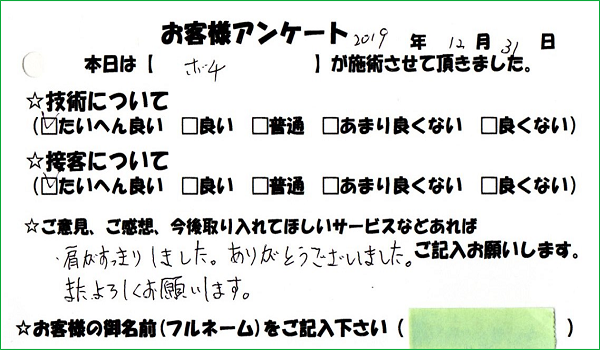 お客様アンケート 2019 年 12 月 31 日
本日は【 ホリ 】が施術させて頂きました。
☆技術について
(☑たいへん良い □良い □普通 □あまり良くない □良くない)
☆接客について
(☑たいへん良い □良い □普通 □あまり良くない □良くない)
☆ご意見、ご感想、今後取り入れてほしいサービスなどあれば
ご記入お願いします。
肩がすっきりしました。ありがとうございました。
またよろしくお願いします。
☆お客様の御名前(フルネーム)をご記入下さい(